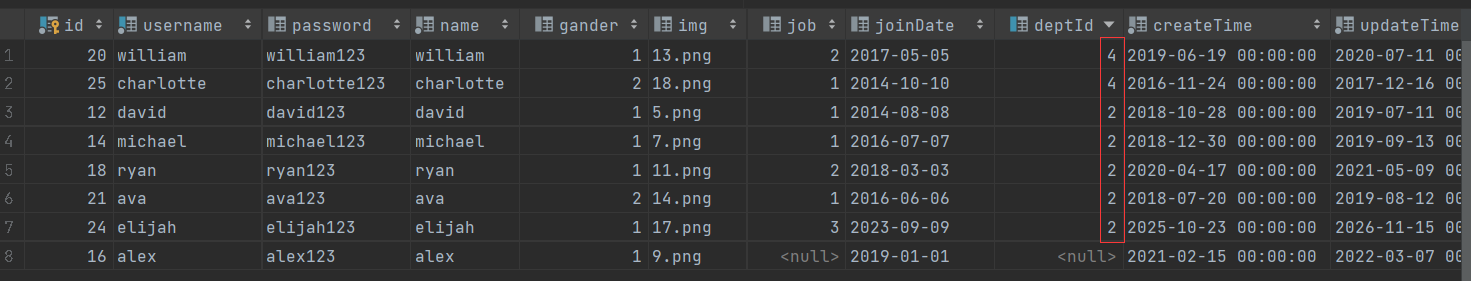 id username password name gander img job joinDate deptId createTime updateTime
1 20 william william123 william 1 13.png 2 2017-05-05 4 2019-06-19 00:00:00 2020-07-11 00
2 25 charlotte charlotte123 charlotte 2 18.png 1 2014-10-10 4 2016-11-24 00:00:00 2017-12-16 00
3 12 david david123 david 1 5.png 1 2014-08-08 2 2018-10-28 00:00:00 2019-07-11 00
4 14 michael michael123 michael 1 7.png 1 2016-07-07 2 2018-12-30 00:00:00 2019-09-13 00
5 18 ryan ryan123 ryan 1 11.png 2 2018-03-03 2 2020-04-17 00:00:00 2021-05-09 00
6 21 ava ava123 ava 2 14.png 1 2016-06-06 2 2018-07-20 00:00:00 2019-08-12 00
7 24 elijah elijah123 elijah 1 17.png 3 2023-09-09 2 2025-10-23 00:00:00 2026-11-15 00
8 16 alex alex123 alex 1 9.png <null> 2019-01-01 <null> 2021-02-15 00:00:00 2022-03-07 00